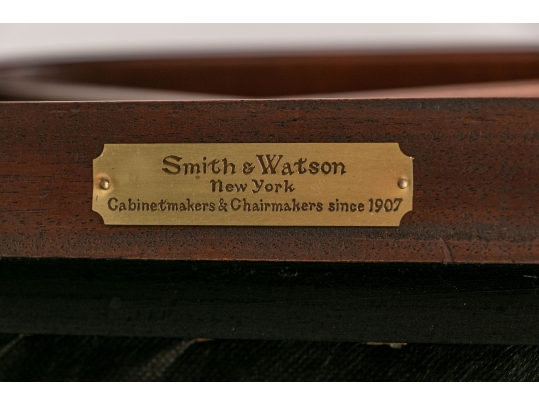 Smith & Watson
New York
Cabinetmakers & Chairmakers since 1907